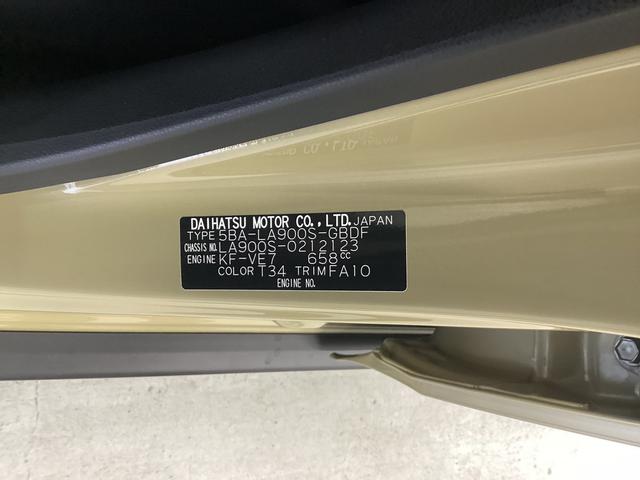 DAIHATSU MOTOR CO.,LTD.JAPAN
TYPE 5BA-LA900S-GBDF
CHASSIS NO. LA900S-0212123
ENGINE KF-VE7 658cc
COLOR T34 TRIM FA10
ENGINE NO.